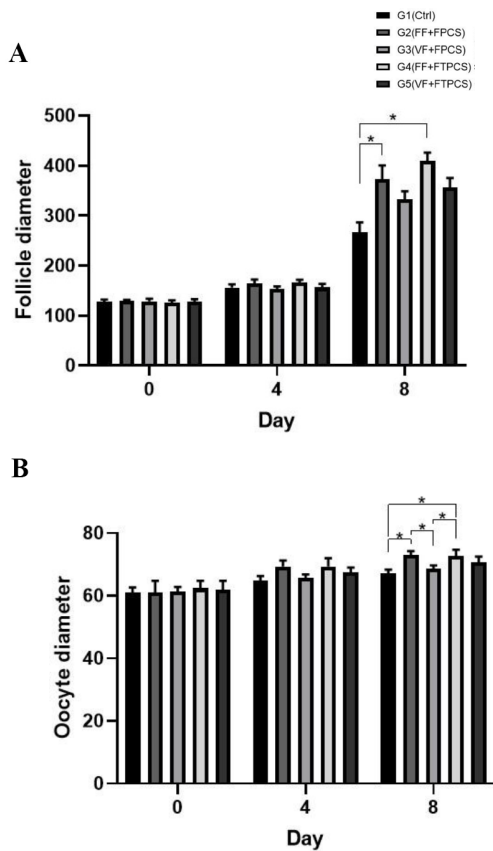 G1(Ctrl)
G2(FF+FPCS)
G3(VF+FPCS)
G4(FF+FTPCS) :
G5(VF+FTPCS)
A
500
400
300
200
100
0
Follicle diameter
*
*
0 4 8
Day
B
80
60
40
20
0
Oocyte diameter
*
*
*
*
0 4 8
Day